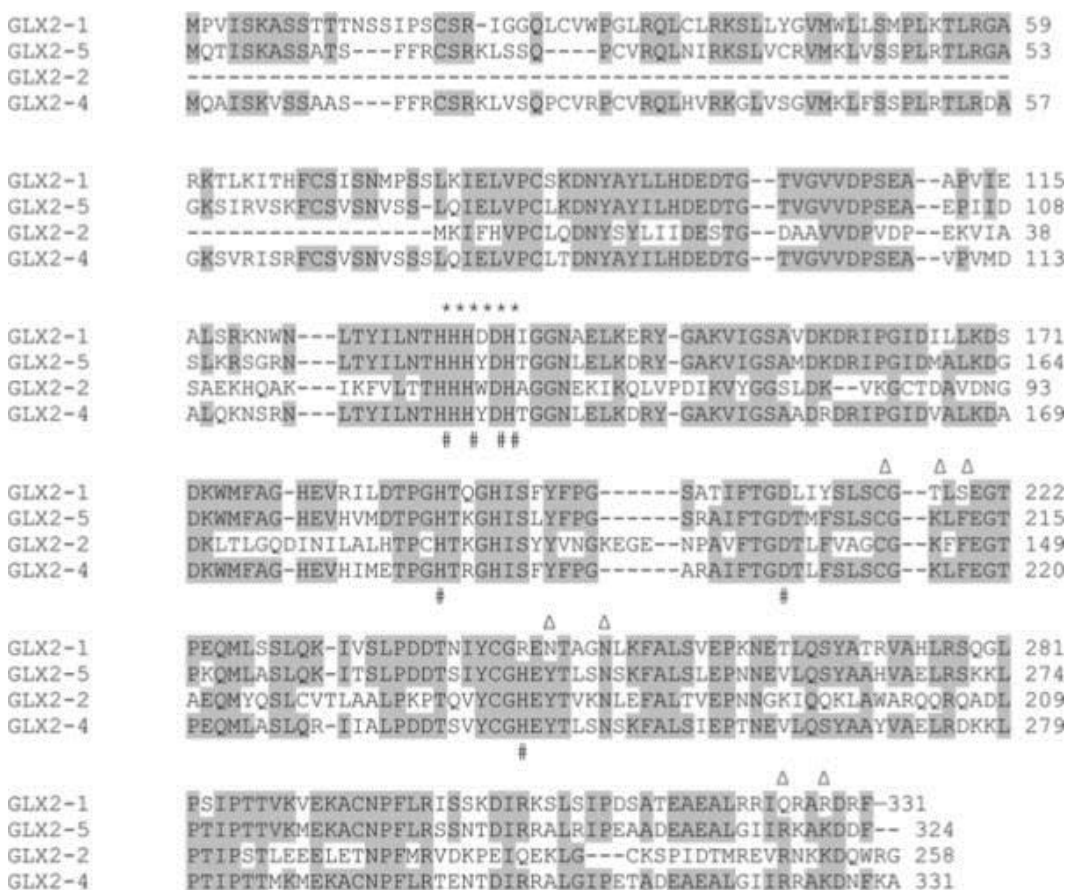 GLX2-1 MPVISKASSTTTNSSIPSCSR-IGGQLCVWPGLRQLCLRKSLLYGVMWLLSMPLKTLRGA 59
GLX2-5 MQTISKASSATS---FFRCSRKLSSQ----PCVRQLNIRKSLVCRVMKLVSSPLRTLRGA 53
GLX2-2 ------------------------------------------------------------
GLX2-4 MQAISKVSSAAS---FFRCSRKLVSQPCVRPCVRQLHVRKGLVSGVMKLFSSPLRTLRDA 57
GLX2-1 RKTLKITHFCSISNMPSSLKIELVPCSKDNYAYLLHDEDTG--TVGVVDPSEA--APVIE 115
GLX2-5 GKSIRVSKFCSVSNVSS-LQIELVPCLKDNYAYILHDEDTG--TVGVVDPSEA--EPIID 108
GLX2-2 ------------------MKIFHVPCLQDNYSYLIIDESTG--DAAVVDPVDP--EKVIA 38
GLX2-4 GKSVRISRFCSVSNVSSSLQIELVPCLTDNYAYILHDEDTG--TVGVVDPSEA--VPVMD 113
******
GLX2-1 ALSRKNWN---LTYILNTHHHDDHIGGNAELKERY-GAKVIGSAVDKDRIPGIDILLKDS 171
GLX2-5 SLKRSGRN---LTYILNTHHHYDHTGGNLELKDRY-GAKVIGSAMDKDRIPGIDMALKDG 164
GLX2-2 SAEKHQAK---IKFVLTTHHHWDHAGGNEKIKQLVPDIKVYGGSLDK--VKGCTDAVDNG 93
GLX2-4 ALQKNSRN---LTYILNTHHHYDHTGGNLELKDRY-GAKVIGSAADRDRIPGIDVALKDA 169
# # # #
Δ Δ Δ
GLX2-1 DKWMFAG-HEVRILDTPGHTQGHISFYFPG------SATIFTGDLIYSLSCG--TLSEGT 222
GLX2-5 DKWMFAG-HEVHVMDTPGHTKGHISLYFPG------SRAIFTGDTMFSLSCG--KLFEGT 215
GLX2-2 DKLTLGQDINILALHTPCHTKGHISYYVNGKEGE--NPAVFTGDTLFVAGCG--KFFEGT 149
GLX2-4 DKWMFAG-HEVHIMETPGHTRGHISFYFPG------ARAIFTGDTLFSLSCG--KLFEGT 220
# #
Δ Δ
GLX2-1 PEQMLSSLQK-IVSLPDDTNIYCGRENTAGNLKFALSVEPKNETLQSYATRVAHLRSQGL 281
GLX2-5 PKQMLASLQK-ITSLPDDTSIYCGHEYTLSNSKFALSLEPNNEVLQSYAAHVAELRSKKL 274
GLX2-2 AEQMYQSLCVTLAALPKPTQVYCGHEYTVKNLEFALTVEPNNGKIQQKLAWARQQRQADL 209
GLX2-4 PEQMLASLQR-IIALPDDTSVYCGHEYTLSNSKFALSIEPTNEVLQSYAAYVAELRDKKL 279
#
Δ Δ
GLX2-1 PSIPTTVKVEKACNPFLRISSKDIRKSLSIPDSATEAEALRRIQRARDRF-331
GLX2-5 PTIPTTVKMEKACNPFLRSSNTDIRRALRIPEAADEAEALGIIRKAKDDF-- 324
GLX2-2 PTIPSTLEEELETNPFMRVDKPEIQEKLG---CKSPIDTMREVRNKKDQWRG 258
GLX2-4 PTIPTTMKMEKACNPFLRTENTDIRRALGIPETADEAEALGIIRRAKDNFKA 331